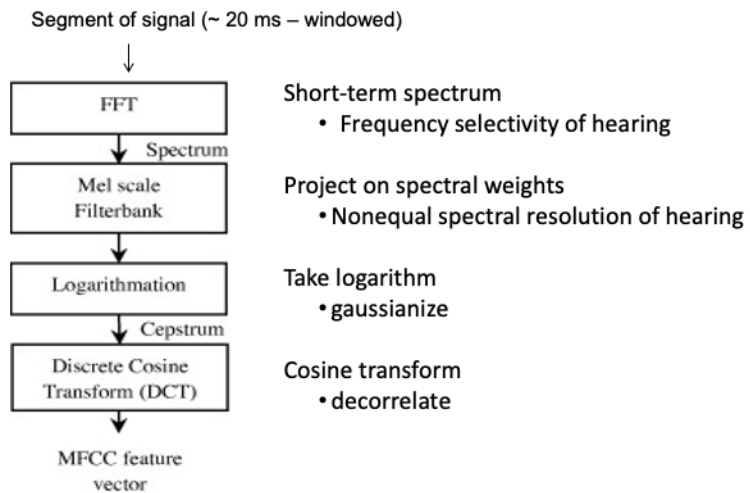 Segment of signal (~ 20 ms – windowed)
FFT
Short-term spectrum
• Frequency selectivity of hearing
Spectrum
Mel scale
Filterbank
Project on spectral weights
• Nonequal spectral resolution of hearing
Logarithmation
Take logarithm
• gaussianize
Cepstrum
Discrete Cosine
Transform (DCT)
Cosine transform
• decorrelate
MFCC feature
vector